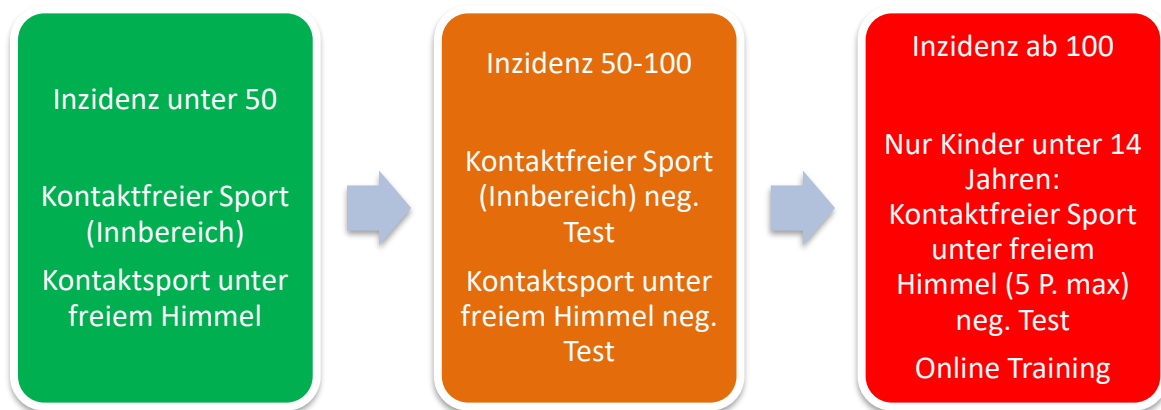 Inzidenz unter 50
Kontaktfreier Sport
(Innbereich)
Kontaktsport unter
freiem Himmel
Inzidenz 50-100
Kontaktfreier Sport
(Innbereich) neg.
Test
Kontaktsport unter
freiem Himmel neg.
Test
Inzidenz ab 100
Nur Kinder unter 14
Jahren:
Kontaktfreier Sport
unter freiem
Himmel (5 P. max)
neg. Test
Online Training